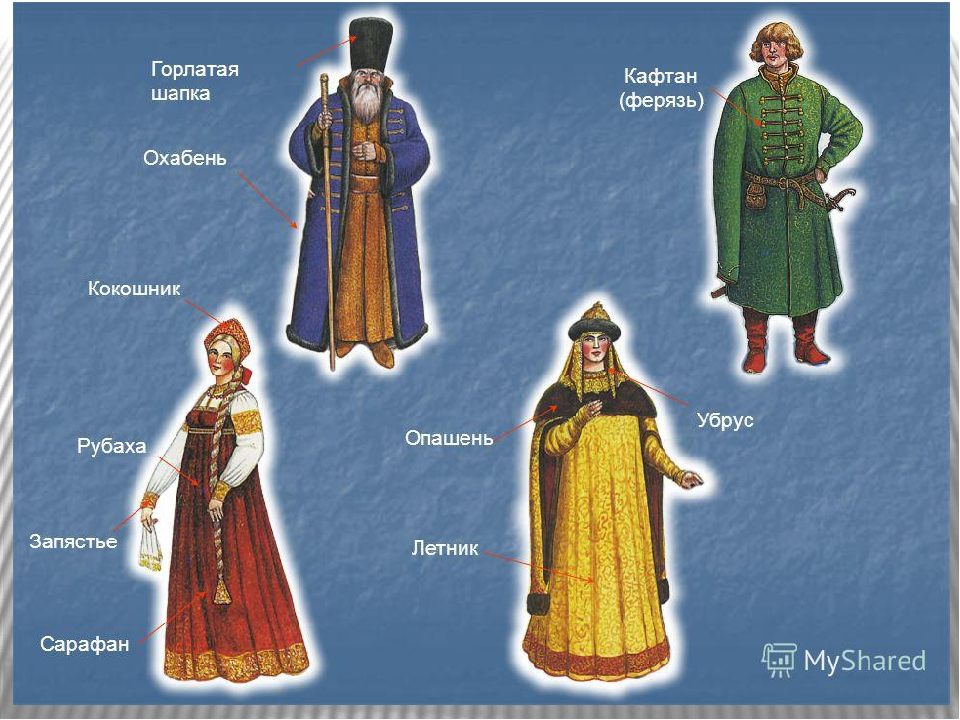 Горлатая
шапка
Кафтан
(ферязь)
Охабень
Кокошник
Убрус
Опашень
Рубаха
Запястье
Летник
Сарафан
MyShared